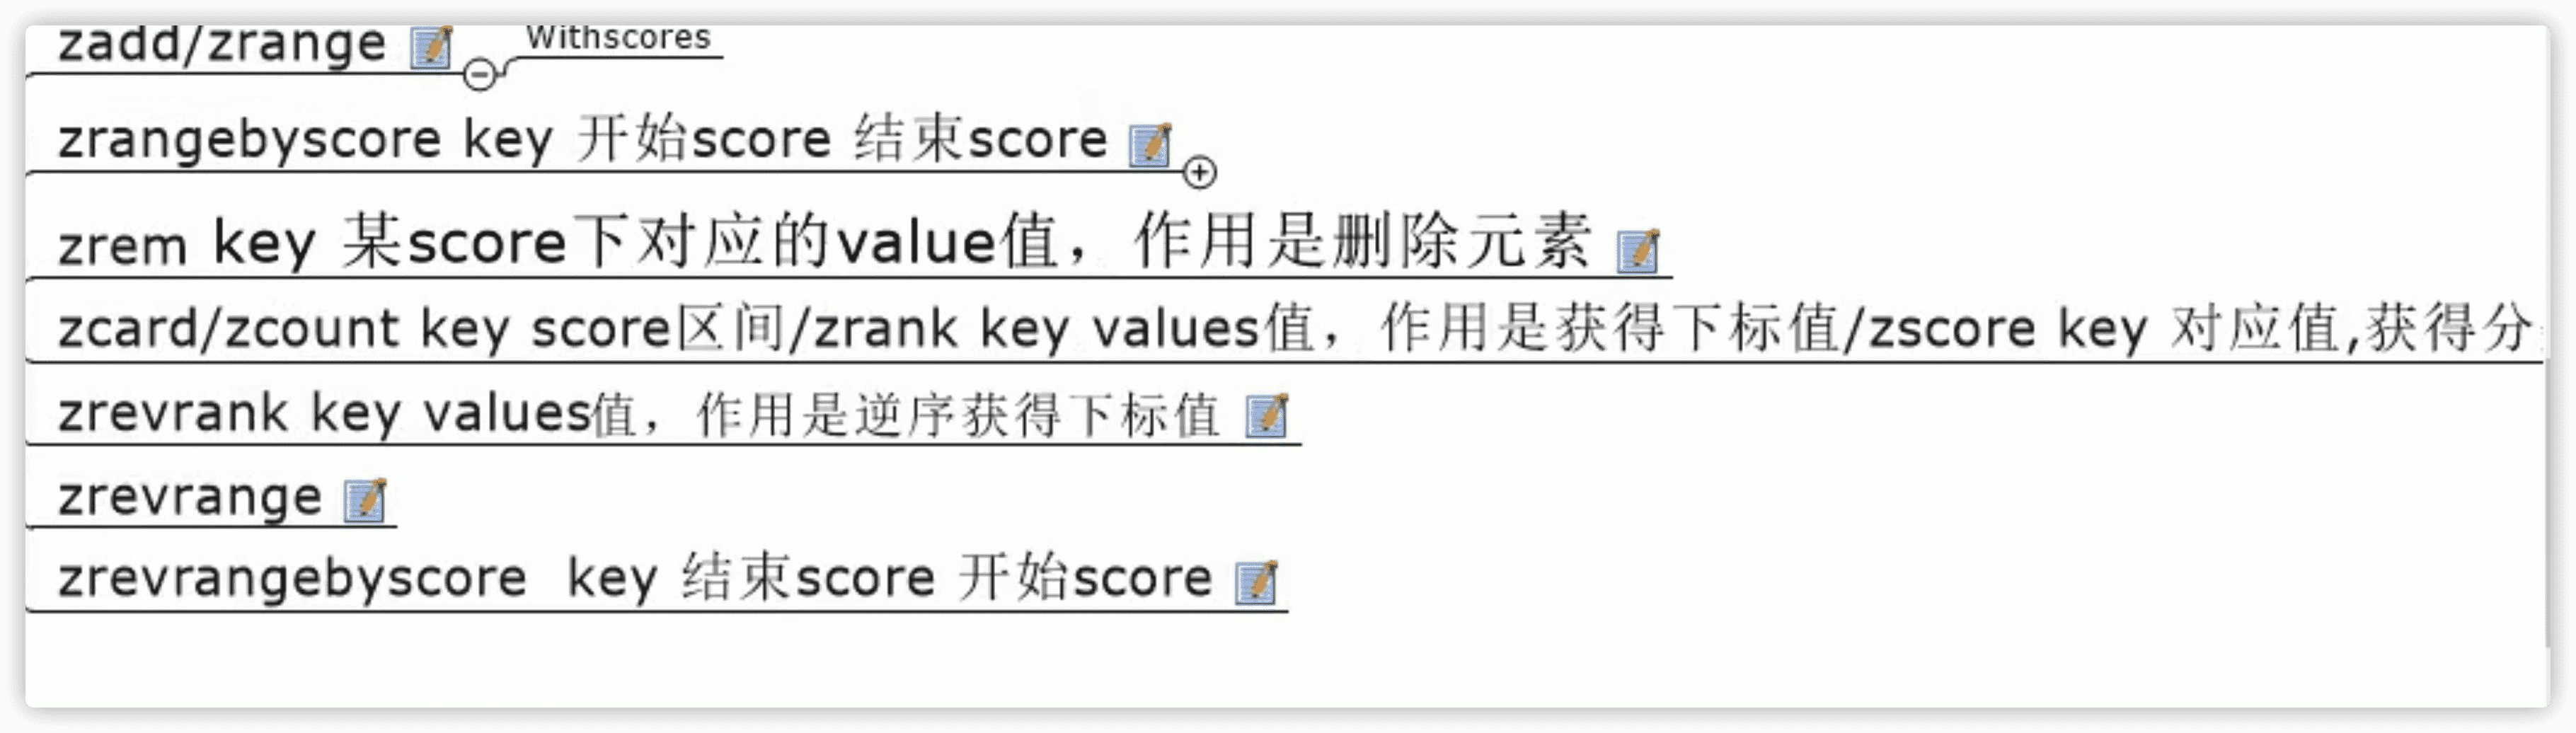 zadd/zrange Withscores
zrangebyscore key 开始score 结束score
zrem key 某score下对应的value值，作用是删除元素
zcard/zcount key score区间/zrank key values值，作用是获得下标值/zscore key 对应值,获得分
zrevrank key values值，作用是逆序获得下标值
zrevrange
zrevrangebyscore key 结束score 开始score